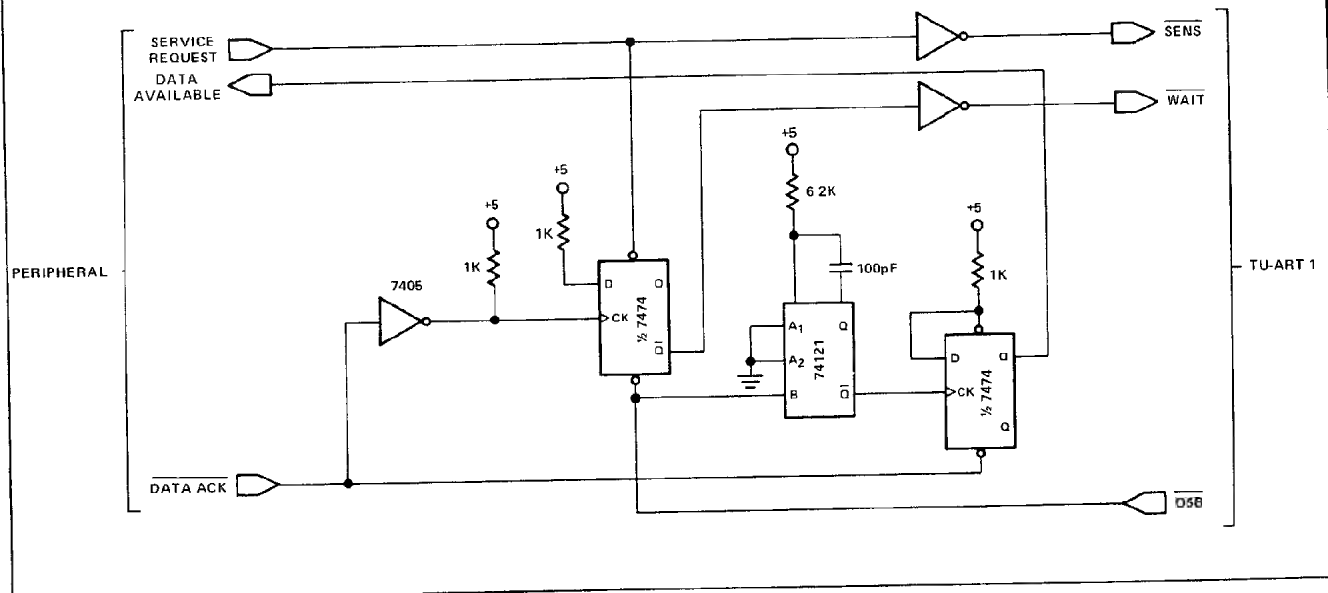 SERVICE
REQUEST
DATA
AVAILABLE
SENS
WAIT
+5
6 2K
100pF
+5
1K
+5
1K
+5
1K
PERIPHERAL
TU-ART 1
7405
D
Q
CK
½ 7474
Q
A1
Q
A2
74121
B
Q
D
Q
CK
½ 7474
Q
DATA ACK